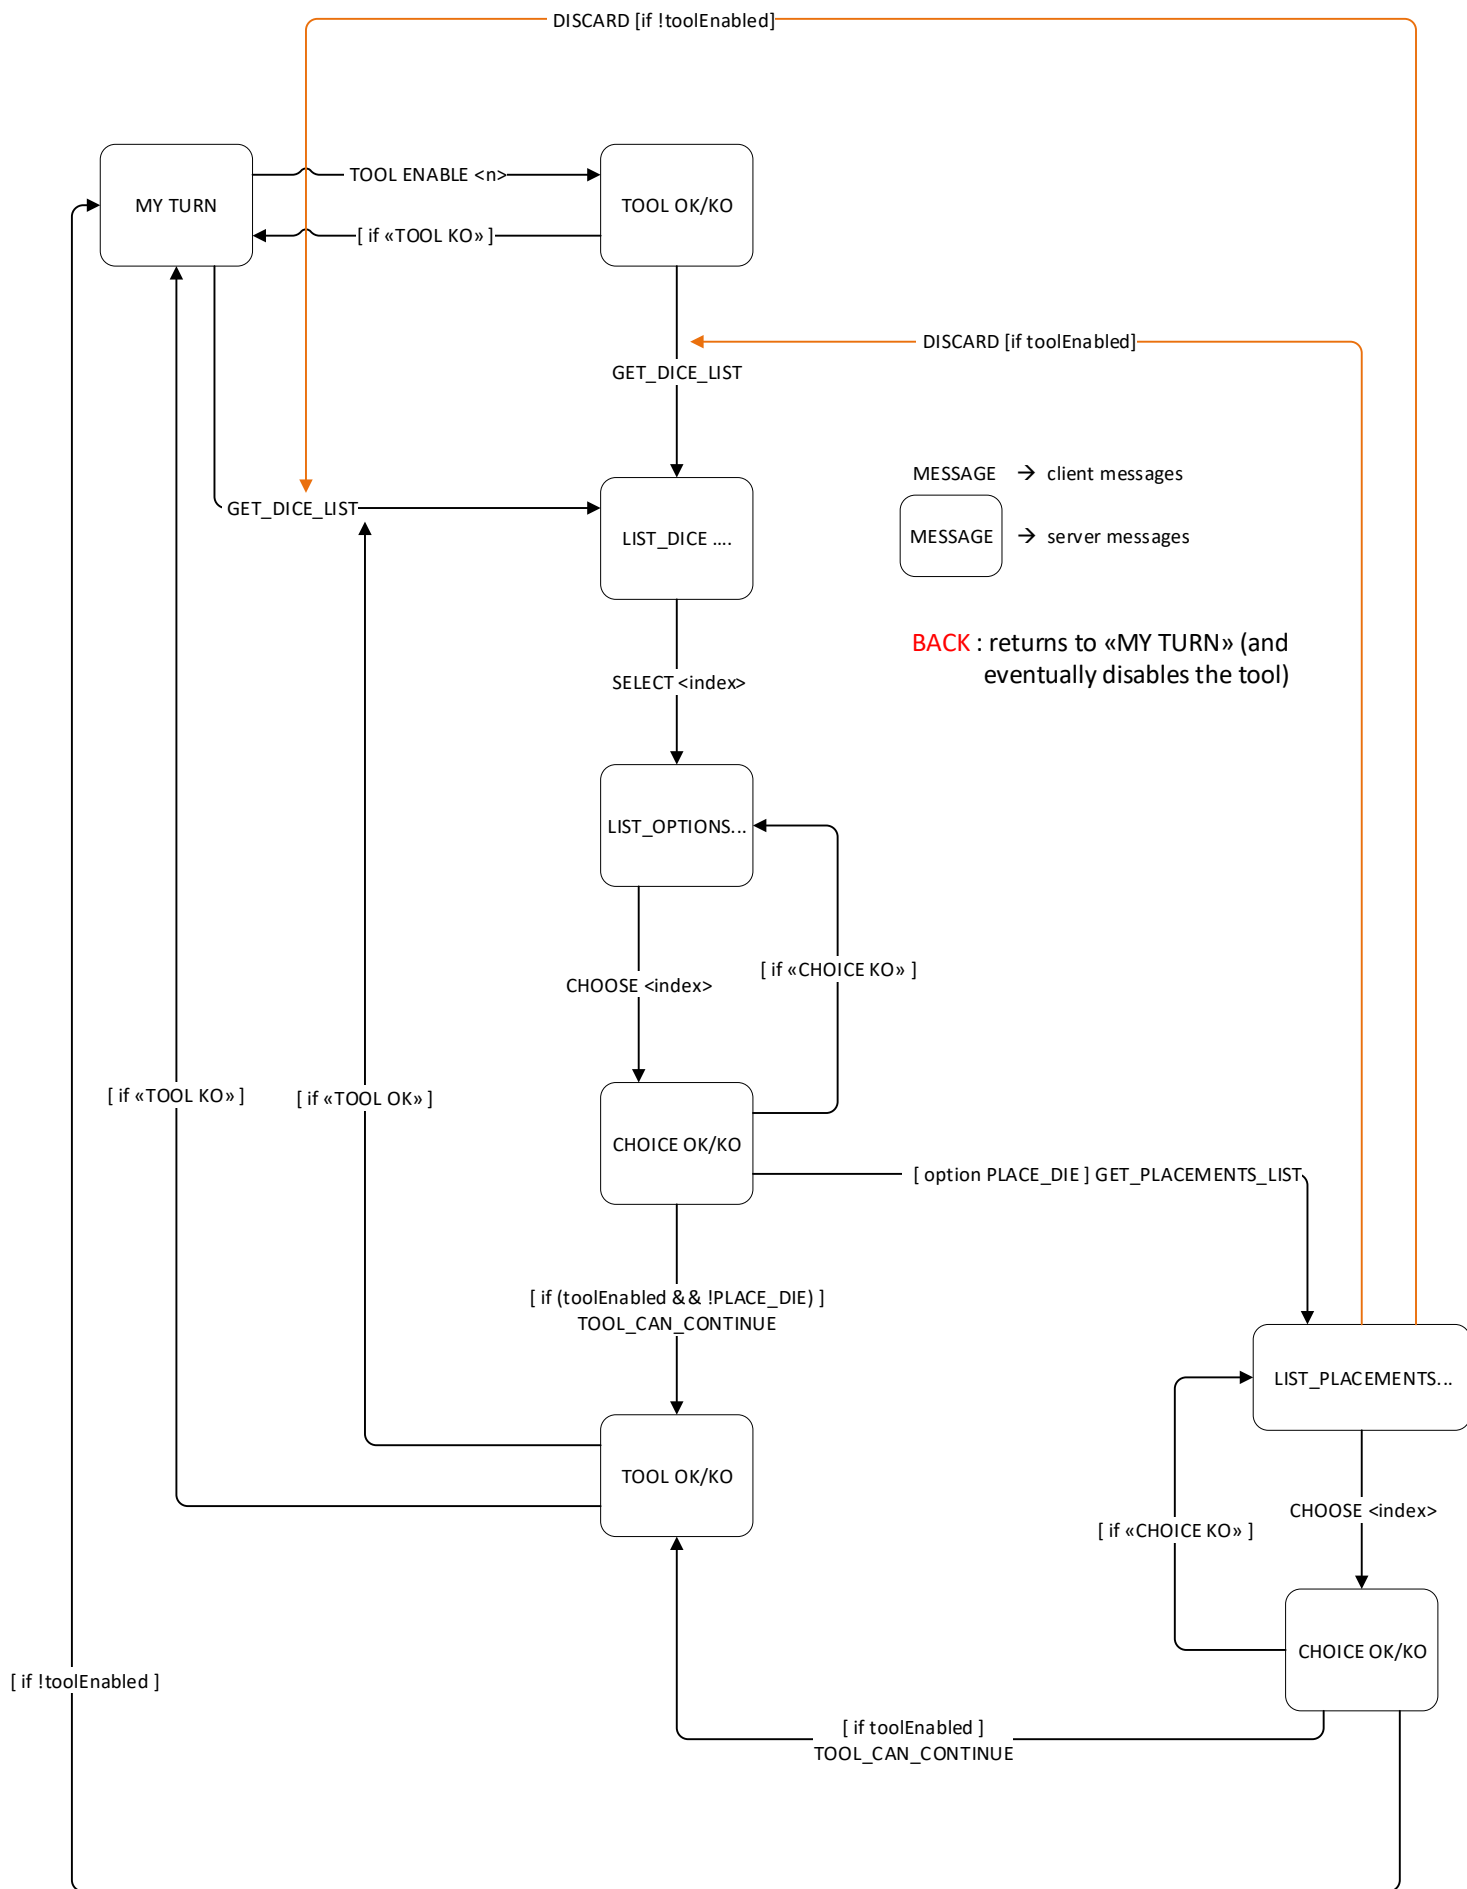 DISCARD [if !toolEnabled]
MY TURN
TOOL ENABLE <n>
TOOL OK/KO
[ if «TOOL KO» ]
DISCARD [if toolEnabled]
GET_DICE_LIST
MESSAGE → client messages
GET_DICE_LIST
LIST_DICE ....
MESSAGE → server messages
BACK : returns to «MY TURN» (and
eventually disables the tool)
SELECT <index>
LIST_OPTIONS...
[ if «CHOICE KO» ]
CHOOSE <index>
[ if «TOOL KO» ]
[ if «TOOL OK» ]
CHOICE OK/KO
[ option PLACE_DIE ] GET_PLACEMENTS_LIST
[ if (toolEnabled && !PLACE_DIE) ]
TOOL_CAN_CONTINUE
LIST_PLACEMENTS...
TOOL OK/KO
CHOOSE <index>
[ if «CHOICE KO» ]
CHOICE OK/KO
[ if !toolEnabled ]
[ if toolEnabled ]
TOOL_CAN_CONTINUE